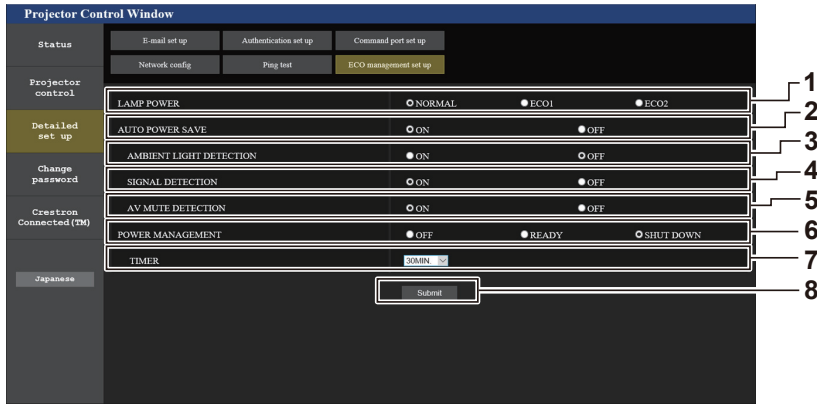 Projector Control Window
Status
E-mail set up
Authentication set up
Command port set up
Network config
Ping test
ECO management set up
Projector
control
Detailed
set up
Change
password
Crestron
Connected(TM)
Japanese
LAMP POWER NORMAL ECO1 ECO2 1
AUTO POWER SAVE ON OFF 2
AMBIENT LIGHT DETECTION ON OFF 3
SIGNAL DETECTION ON OFF 4
AV MUTE DETECTION ON OFF 5
POWER MANAGEMENT OFF READY SHUT DOWN 6
TIMER 30MIN. 7
Submit 8